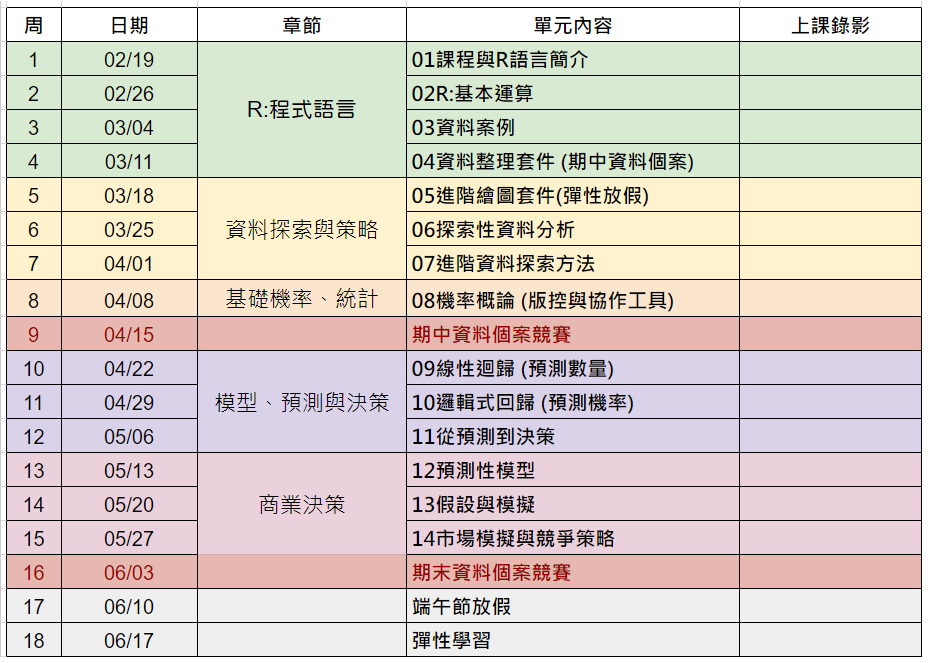 周 日期 章節 單元內容 上課錄影
1 02/19 R:程式語言 01課程與R語言簡介
2 02/26 02R:基本運算
3 03/04 03資料案例
4 03/11 04資料整理套件 (期中資料個案)
5 03/18 資料探索與策略 05進階繪圖套件(彈性放假)
6 03/25 06探索性資料分析
7 04/01 07進階資料探索方法
8 04/08 基礎機率、統計 08機率概論 (版控與協作工具)
9 04/15 期中資料個案競賽
10 04/22 模型、預測與決策 09線性迴歸 (預測數量)
11 04/29 10邏輯式回歸 (預測機率)
12 05/06 11從預測到決策
13 05/13 商業決策 12預測性模型
14 05/20 13假設與模擬
15 05/27 14市場模擬與競爭策略
16 06/03 期末資料個案競賽
17 06/10 端午節放假
18 06/17 彈性學習